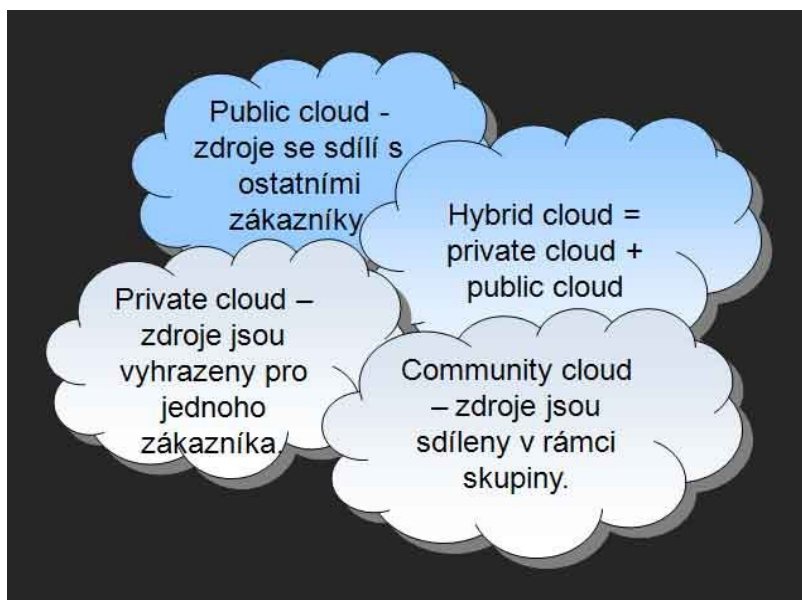 Public cloud -
zdroje se sdílí s
ostatními
zákazníky
Hybrid cloud =
private cloud +
public cloud
Private cloud –
zdroje jsou
vyhrazeny pro
jednoho
zákazníka.
Community cloud
– zdroje jsou
sdíleny v rámci
skupiny.